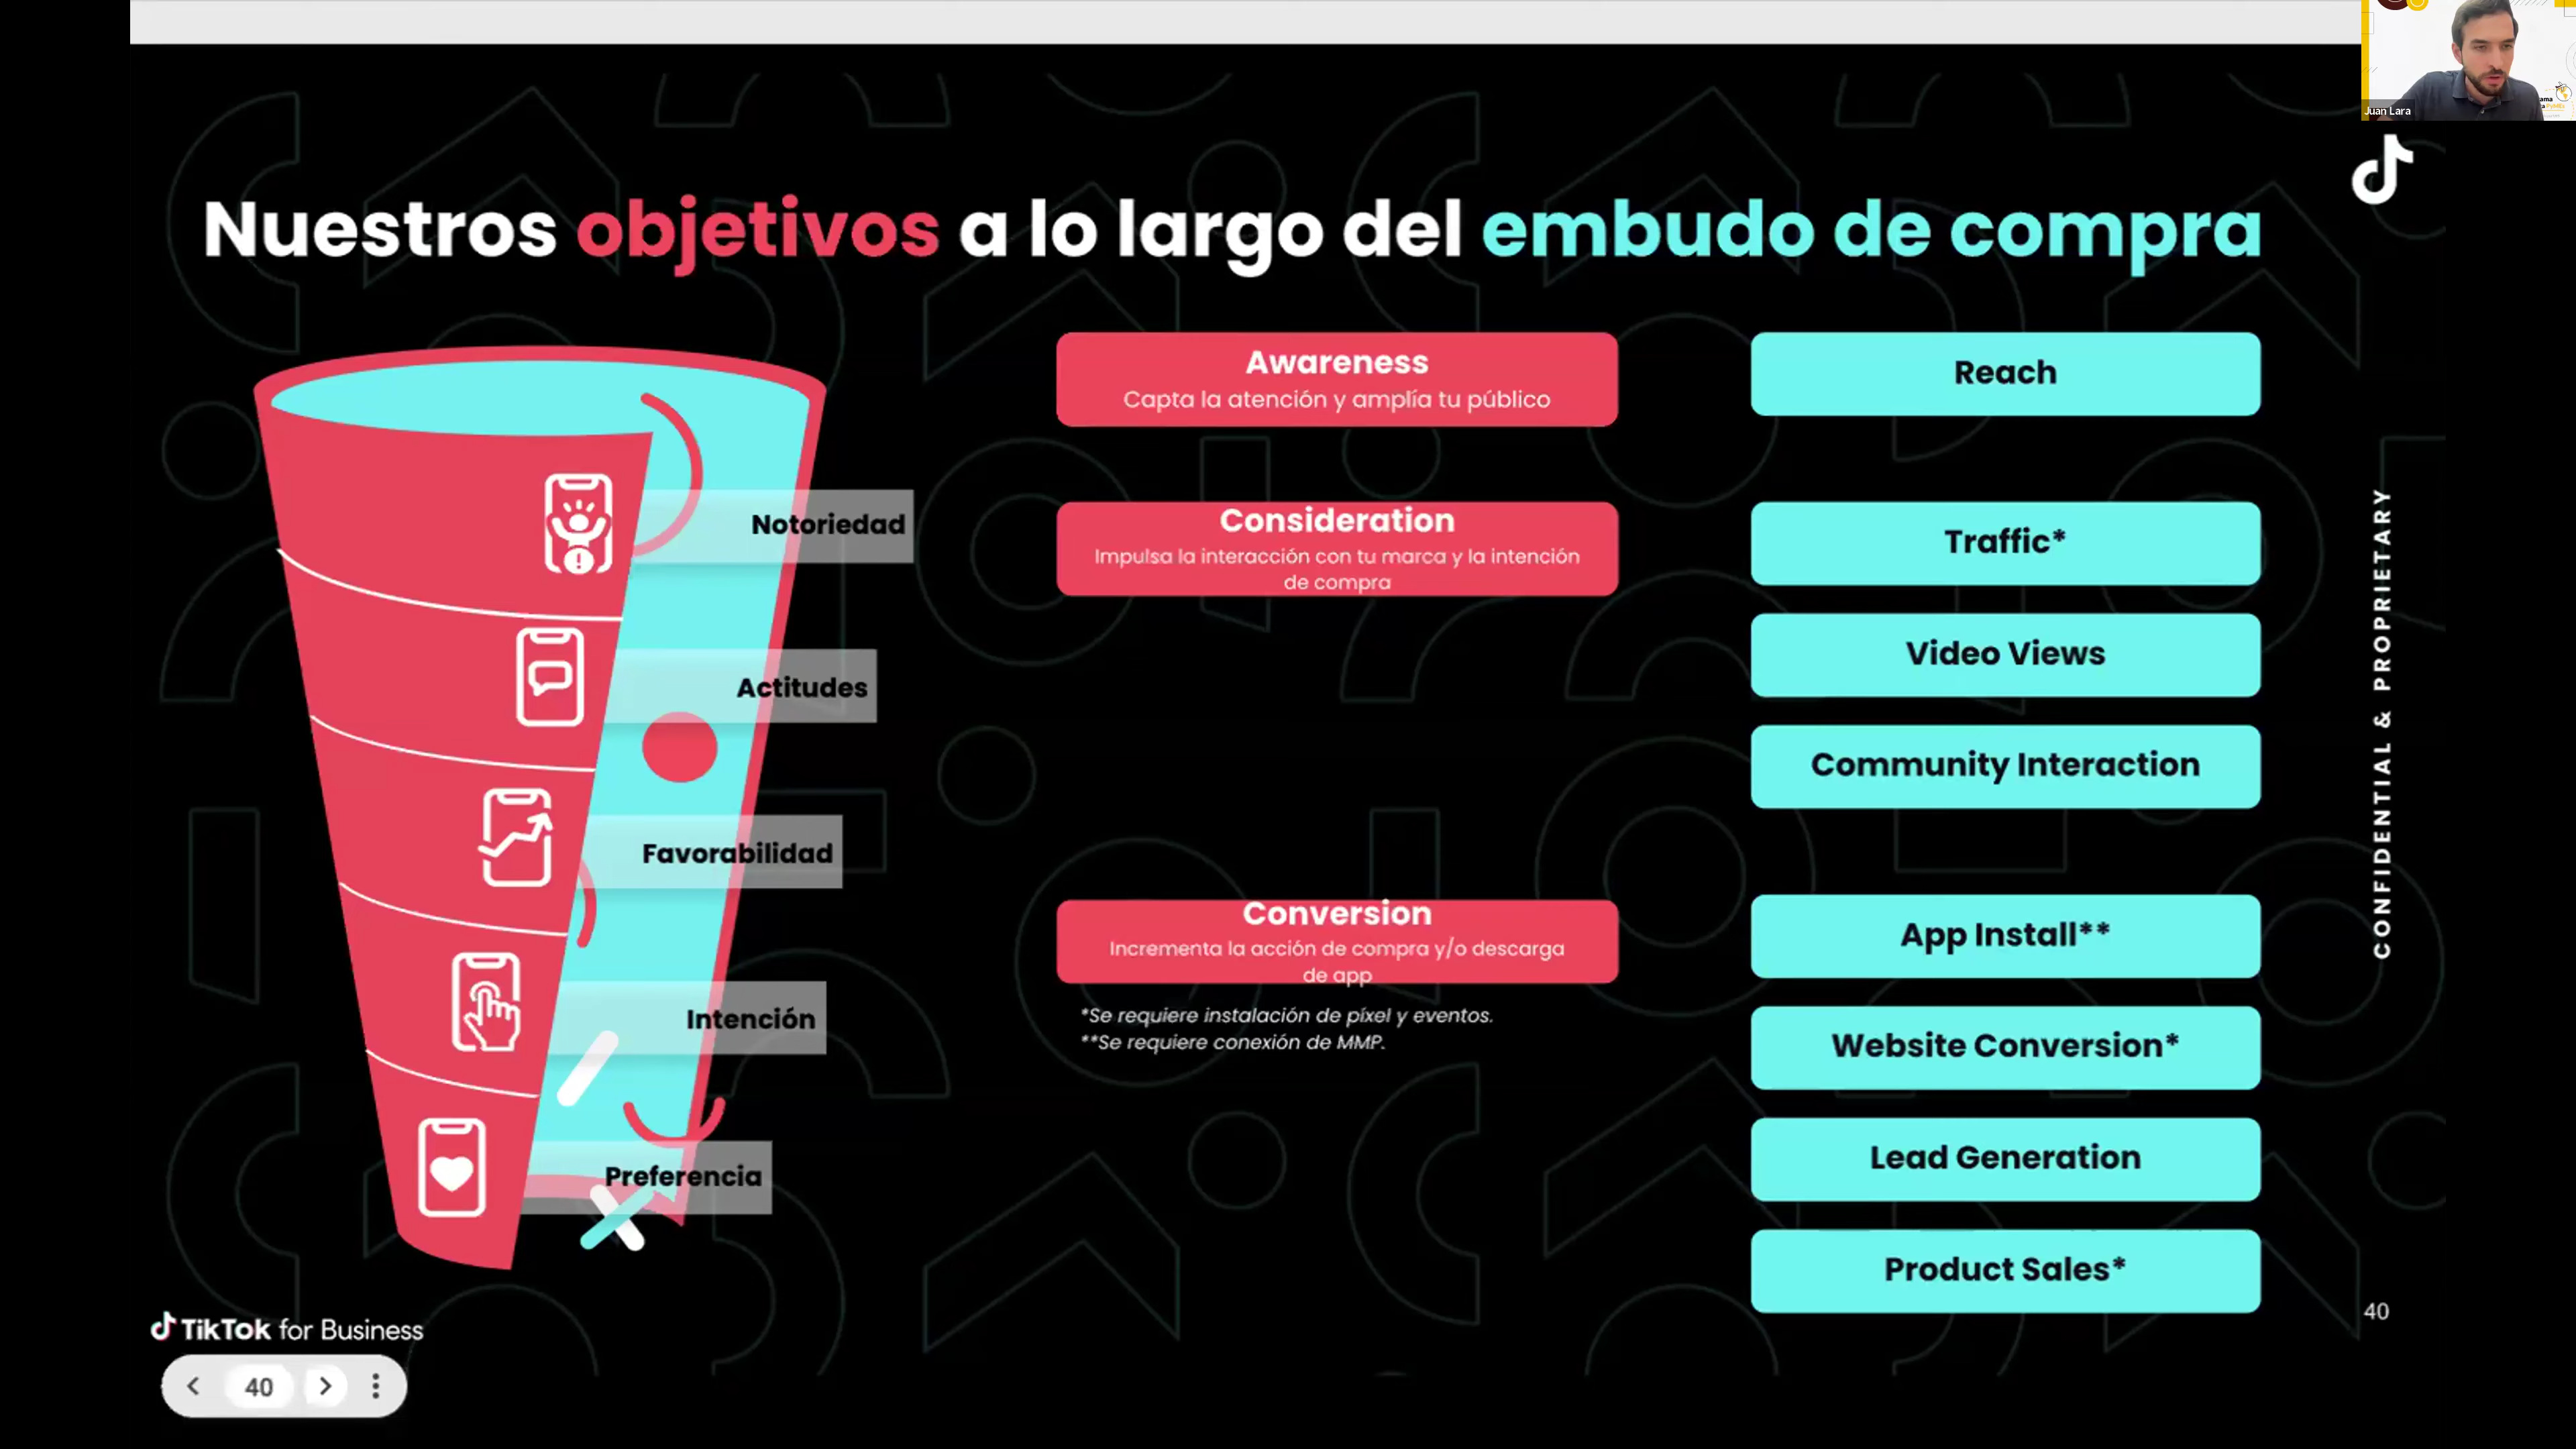 Juan Lara
Nuestros objetivos a lo largo del embudo de compra
Notoriedad
Actitudes
Favorabilidad
Intención
Preferencia
Awareness
Capta la atención y amplía tu público
Consideration
Impulsa la interacción con tu marca y la intención
de compra
Conversion
Incrementa la acción de compra y/o descarga
de app
*Se requiere instalación de píxel y eventos.
**Se requiere conexión de MMP.
Reach
Traffic*
Video Views
Community Interaction
App Install**
Website Conversion*
Lead Generation
Product Sales*
CONFIDENTIAL & PROPRIETARY
40
TikTok for Business
40